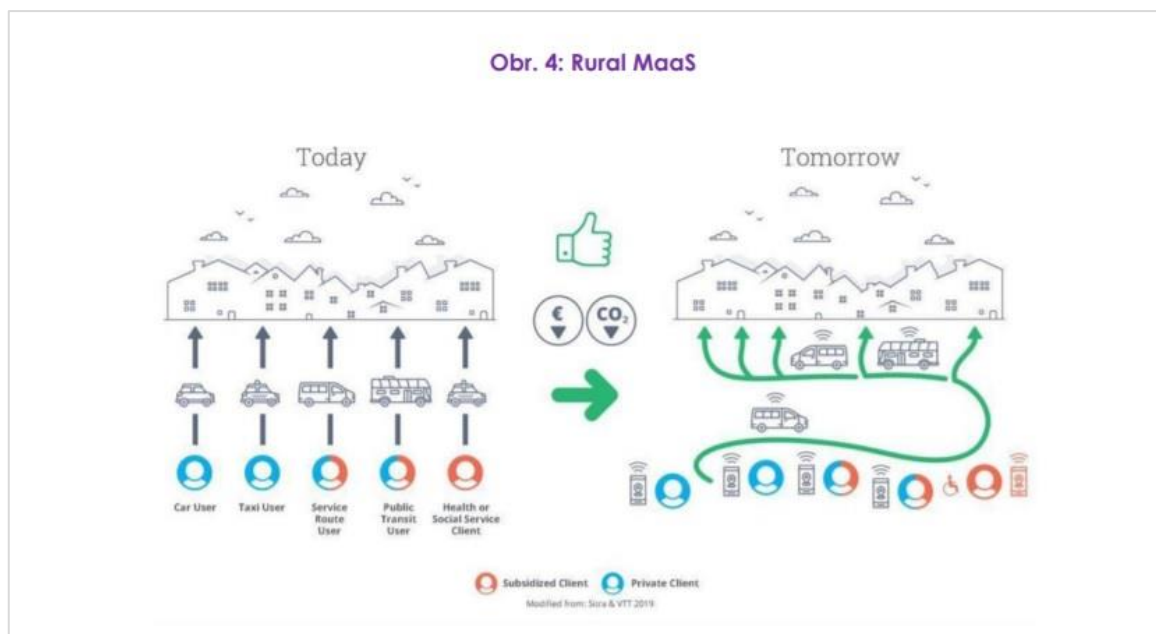 Obr. 4: Rural MaaS
Today
Tomorrow
€
CO₂
Car User
Taxi User
Service
Route
User
Public
Transit
User
Health or
Social Service
Client
Subsidized Client
Private Client
Modified from: Sitra & VTT 2019